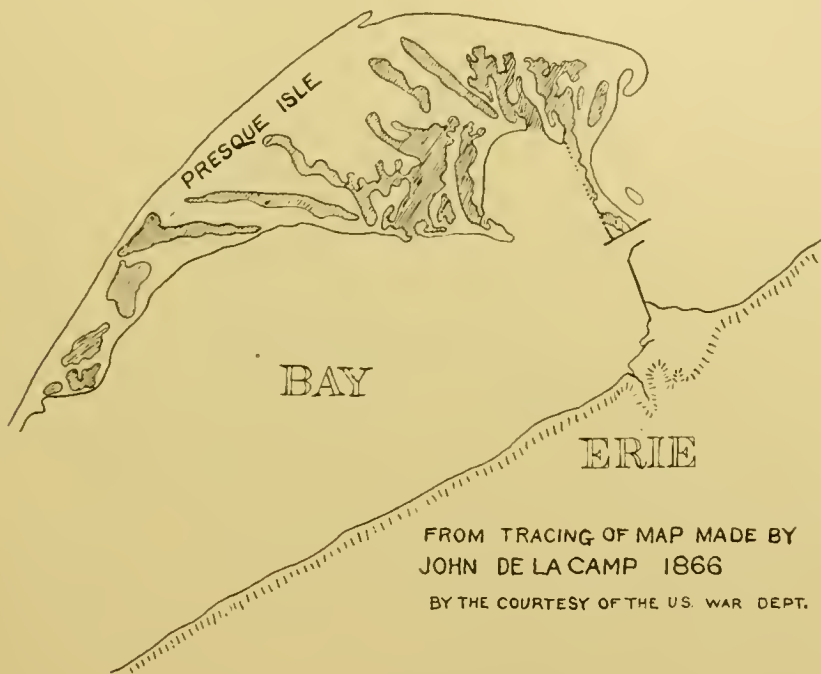 PRESQUE ISLE
BAY
ERIE
FROM TRACING OF MAP MADE BY
JOHN DE LA CAMP 1866
BY THE COURTESY OF THE U.S. WAR DEPT.